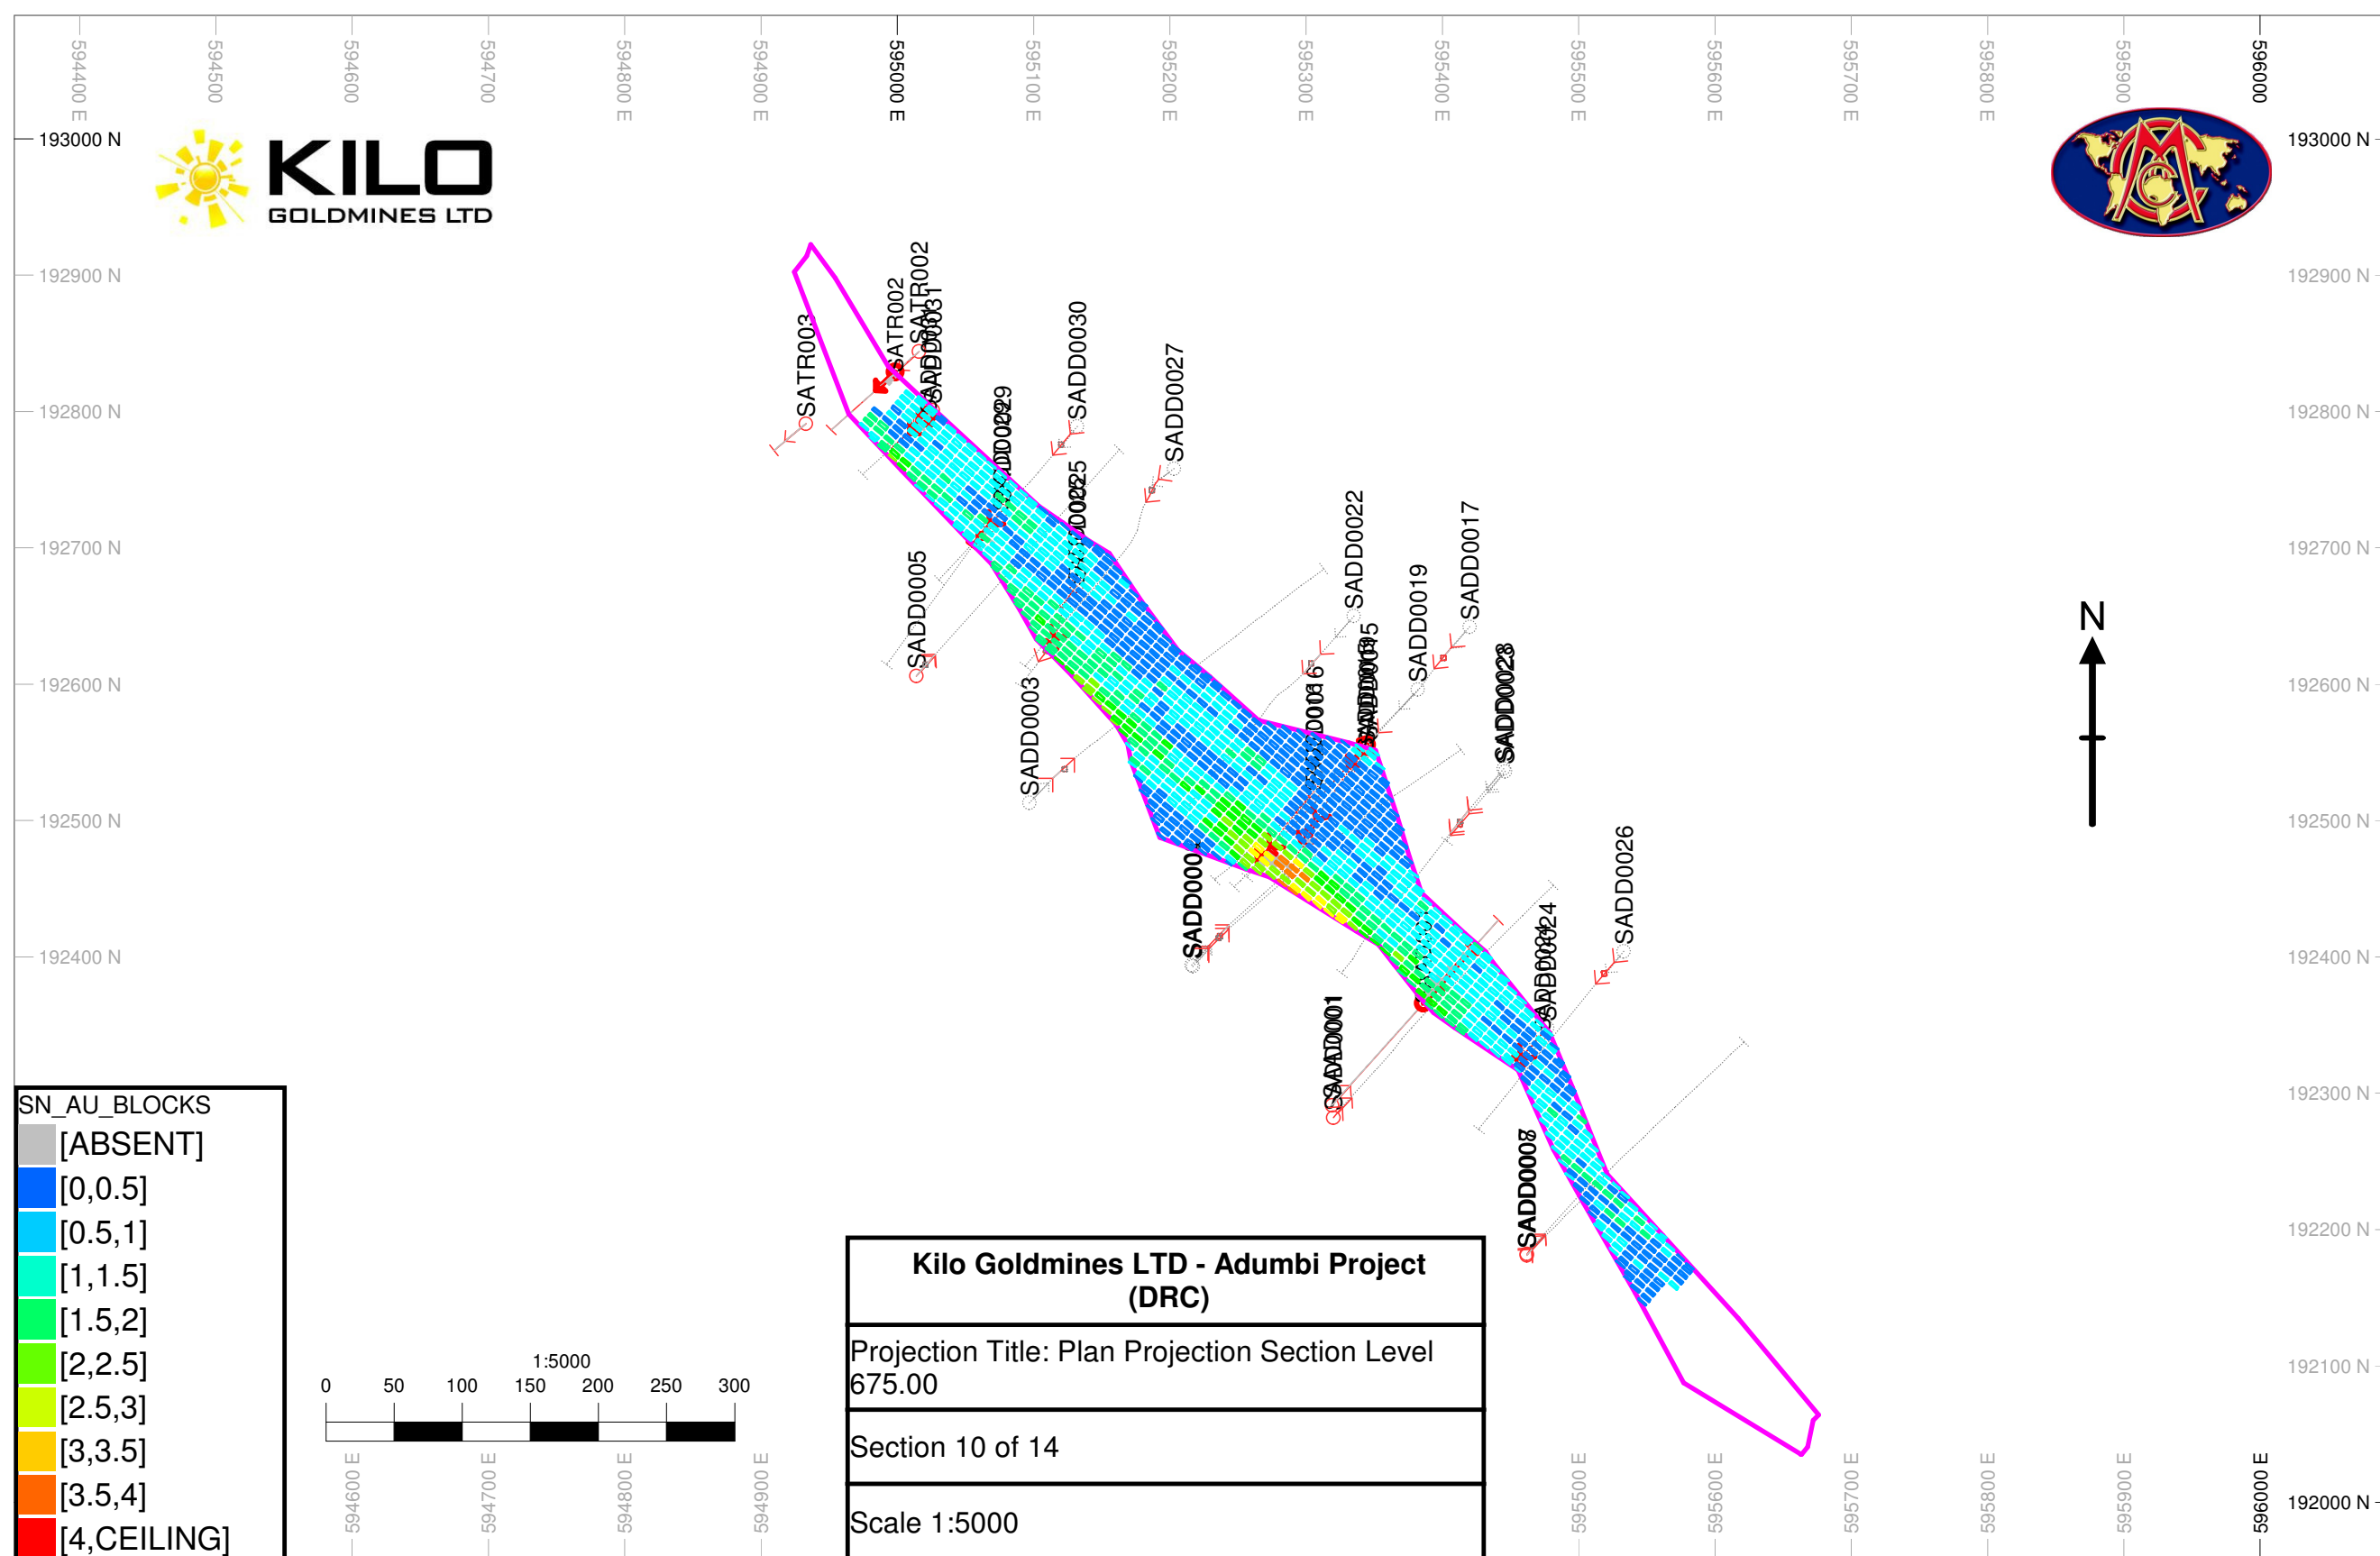 594400 E
594500
594600 E
594700
594800 E
594900 E
595000 E
595100 E
595200 E
595300 E
595400 E
595500 E
595600 E
595700 E
595800 E
595900 E
596000
193000 N
193000 N
KILO
GOLDMINES LTD
192900 N
192900 N
SATR002
SATR002
SADD0031
SADD0030
SATR003
SADD0027
192800 N
192800 N
192700 N
192700 N
SADD0022
SADD0017
SADD0005
SADD0019
N
192600 N
192600 N
SADD0003
SADD0028
192500 N
192500 N
SADD0026
192400 N
192400 N
SADD0024
SADD0001
192300 N
192300 N
SN_AU_BLOCKS
[ABSENT]
[0,0.5]
[0.5,1]
[1,1.5]
[1.5,2]
[2,2.5]
[2.5,3]
[3,3.5]
[3.5,4]
[4,CEILING]
192200 N
192100 N
192000 N
1:5000
0 50 100 150 200 250 300
Kilo Goldmines LTD - Adumbi Project
(DRC)
Projection Title: Plan Projection Section Level
675.00
Section 10 of 14
Scale 1:5000
594600 E
594700 E
594800 E
594900 E
595500 E
595600 E
595700 E
595800 E
595900 E
596000 E